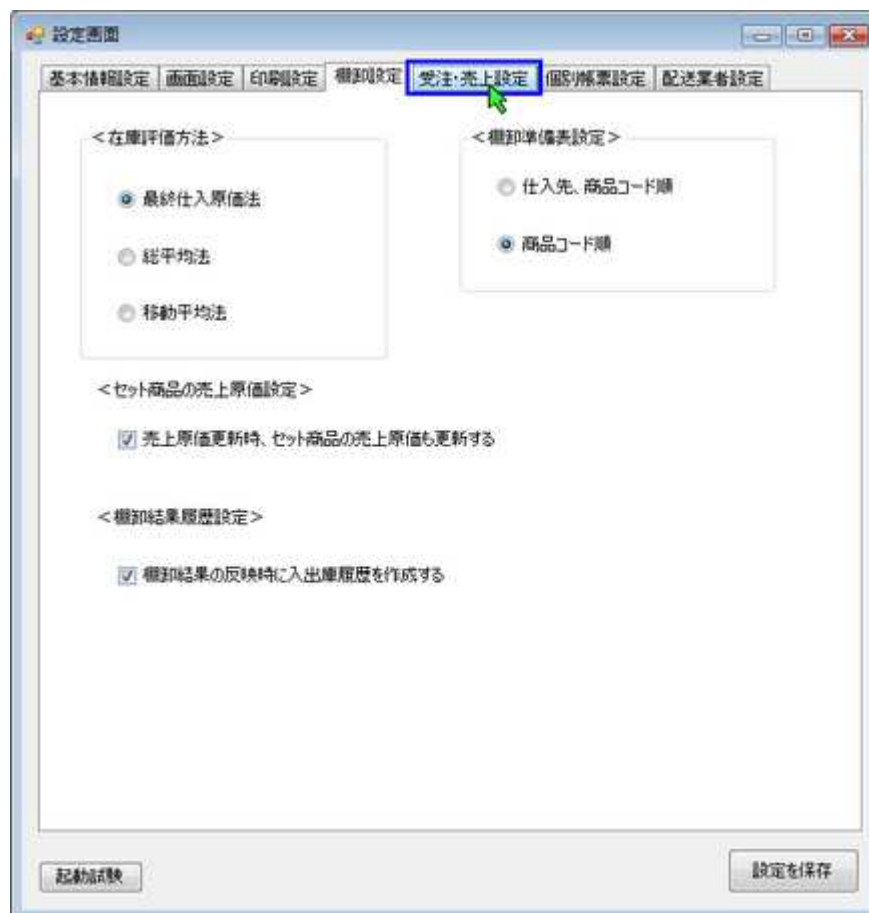 設定画面
基本情報設定 画面設定 印刷設定 棚卸設定 受注・売上設定 個別帳票設定 配送業者設定
<在庫評価方法>
最終仕入原価法
総平均法
移動平均法
<棚卸準備表設定>
仕入先、商品コード順
商品コード順
<セット商品の売上原価設定>
売上原価更新時、セット商品の売上原価も更新する
<棚卸結果履歴設定>
棚卸結果の反映時に入出庫履歴を作成する
起動試験
設定を保存